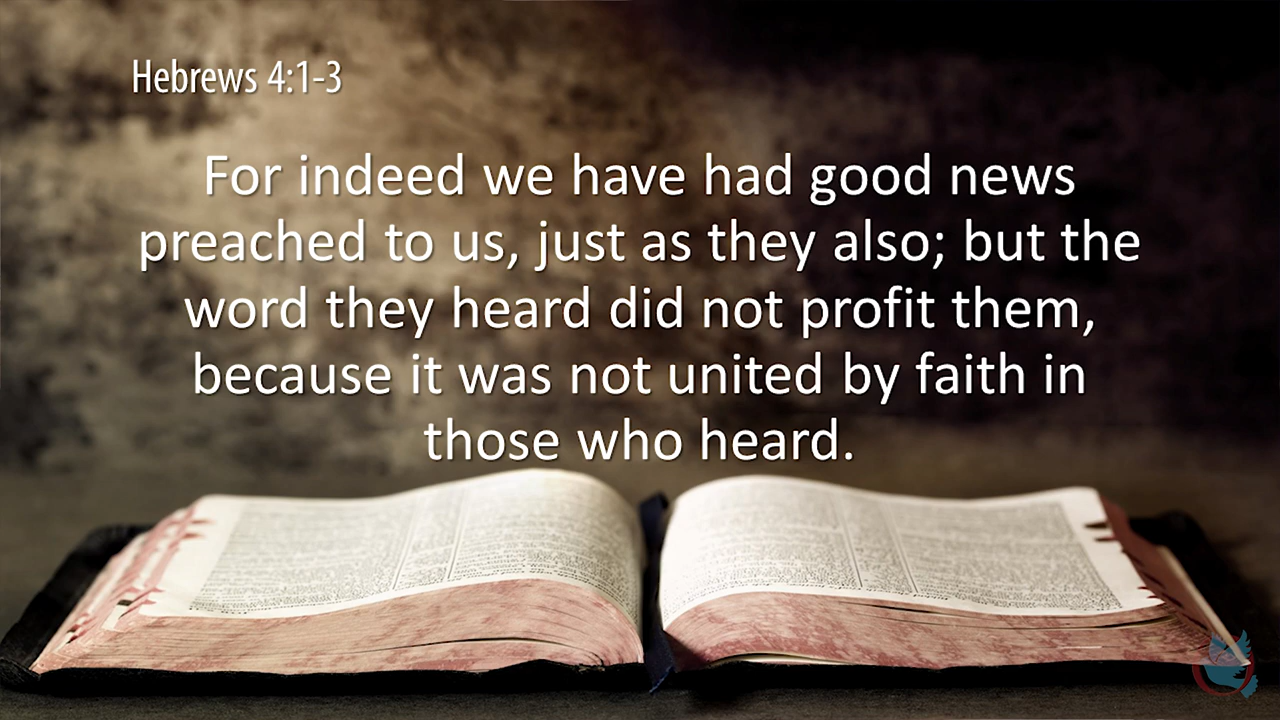 Hebrews 4:1-3
For indeed we have had good news
preached to us, just as they also; but the
word they heard did not profit them,
because it was not united by faith in
those who heard.